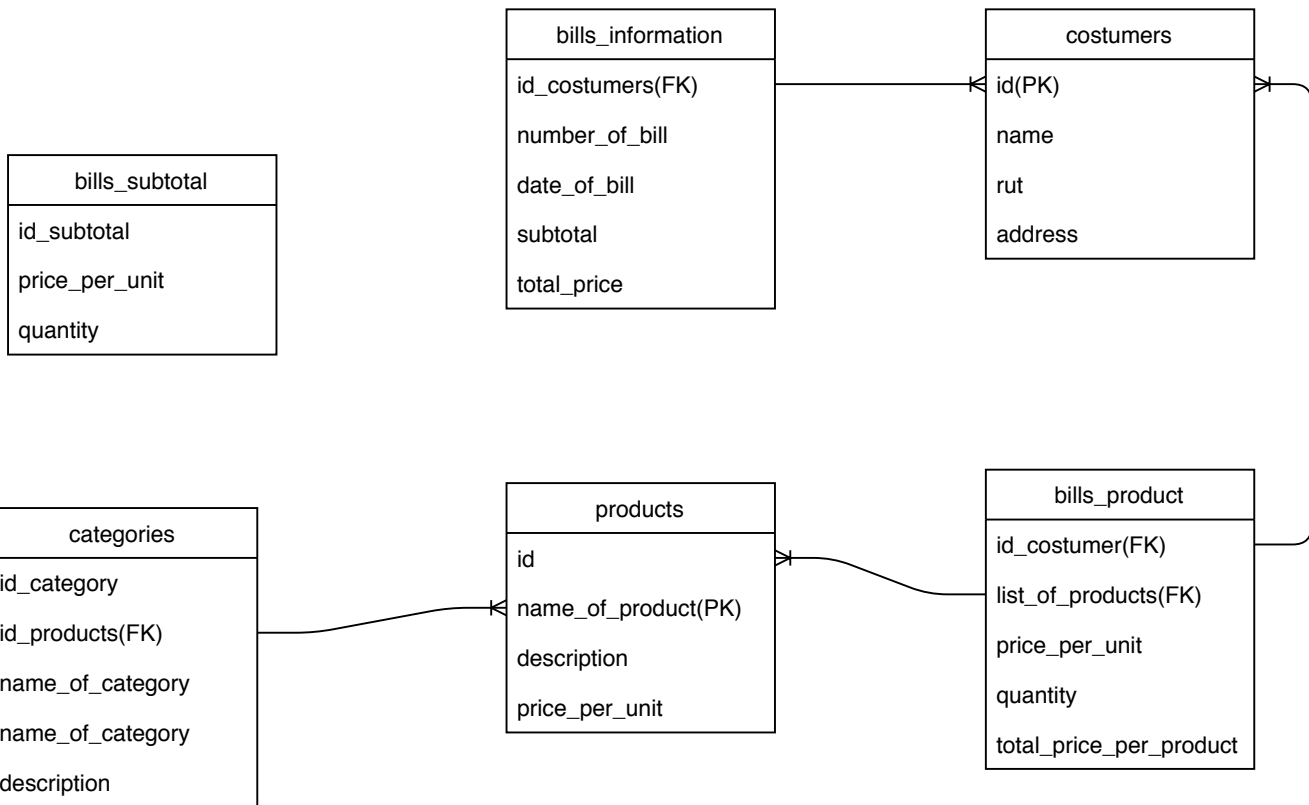 bills_information
id_costumers(FK)
number_of_bill
date_of_bill
subtotal
total_price
costumers
id(PK)
name
rut
address
bills_subtotal
id_subtotal
price_per_unit
quantity
categories
id_category
id_products(FK)
name_of_category
name_of_category
description
products
id
name_of_product(PK)
description
price_per_unit
bills_product
id_costumer(FK)
list_of_products(FK)
price_per_unit
quantity
total_price_per_product